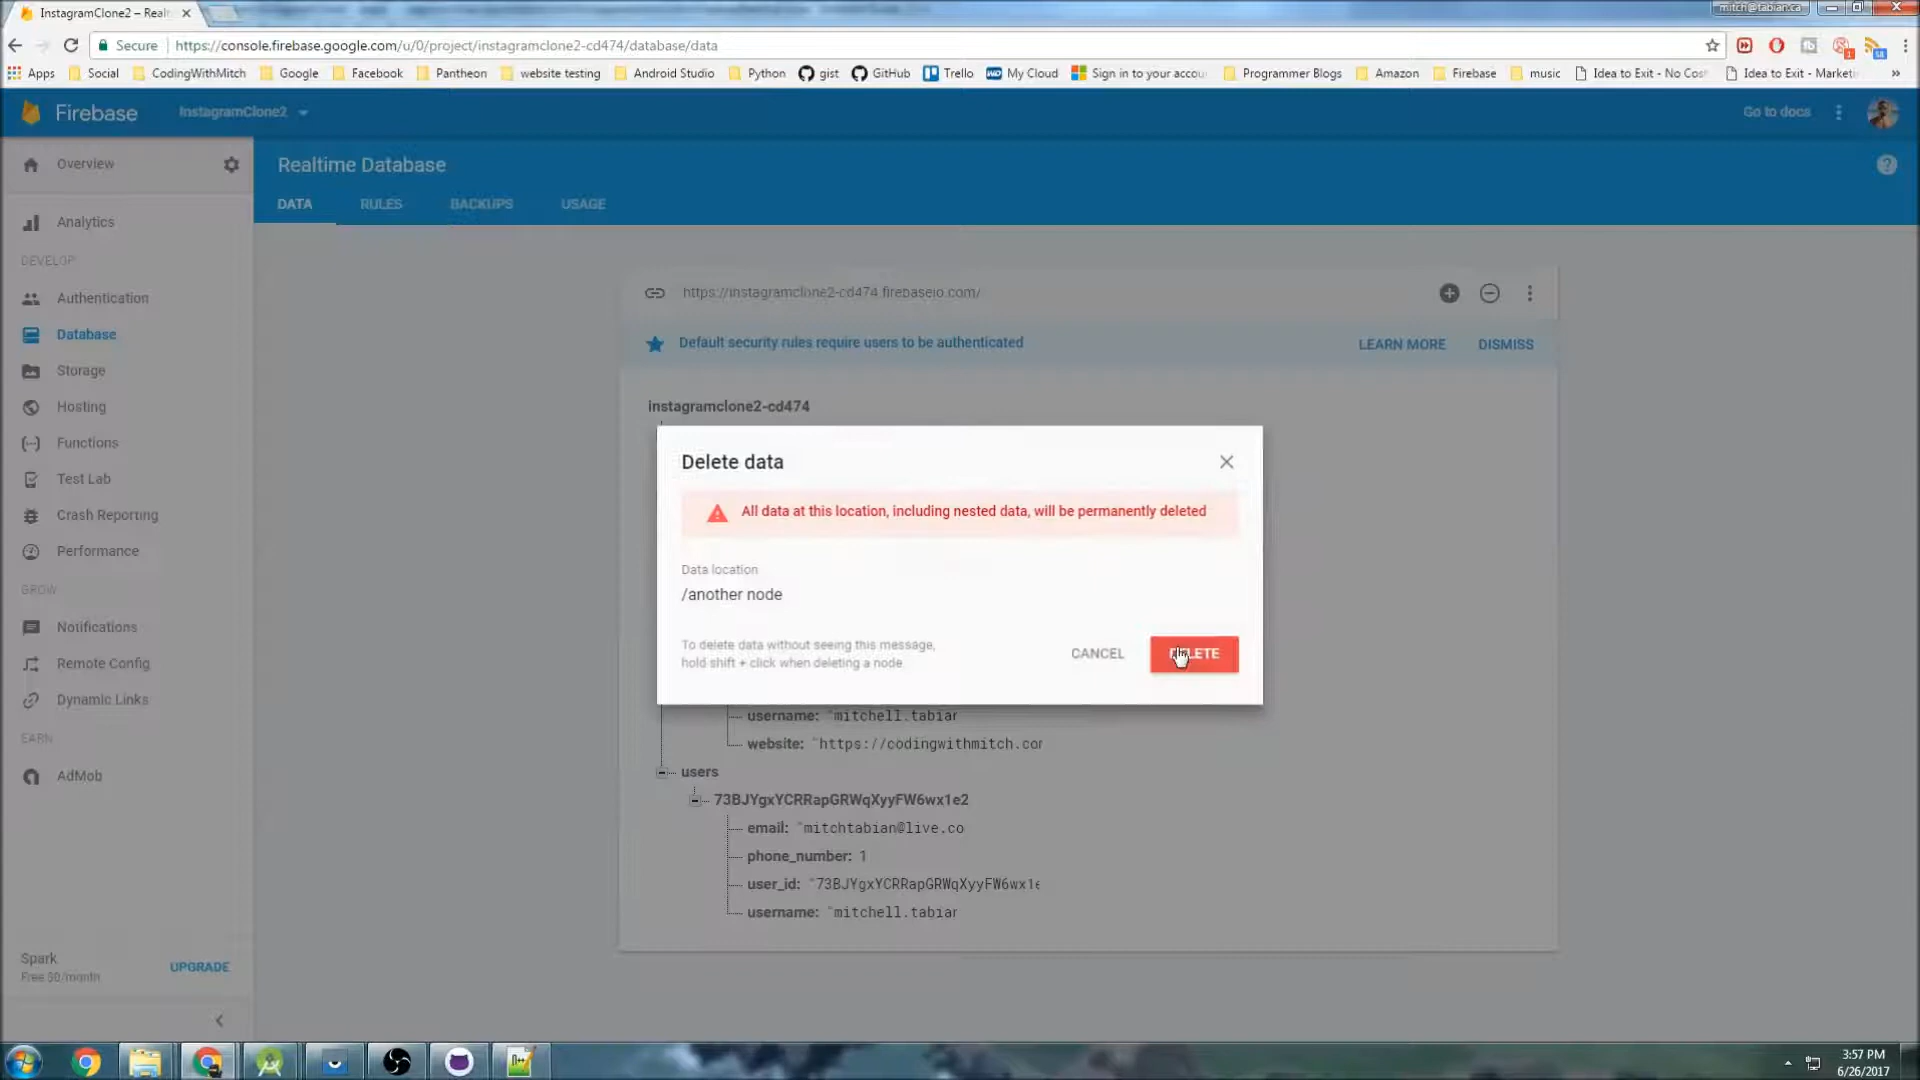 InstagramClone2 – Realt
mitch@tabian.ca
Secure
https://console.firebase.google.com/u/0/project/instagramclone2-cd474/database/data
Apps Social CodingWithMitch Google Facebook Pantheon website testing Android Studio Python gist GitHub Trello My Cloud Sign in to your accou Programmer Blogs Amazon Firebase music Idea to Exit - No Cos Idea to Exit - Marketi
Firebase InstagramClone2 Go to docs
Overview
Realtime Database
DATA RULES BACKUPS USAGE
Analytics
DEVELOP
Authentication
Database
Storage
Hosting
Functions
Test Lab
Crash Reporting
Performance
GROW
Notifications
Remote Config
Dynamic Links
EARN
AdMob
Spark
Free $0/month
UPGRADE
https://instagramclone2-cd474.firebaseio.com/
Default security rules require users to be authenticated LEARN MORE DISMISS
instagramclone2-cd474
Delete data
All data at this location, including nested data, will be permanently deleted
Data location
/another node
To delete data without seeing this message,
hold shift + click when deleting a node
CANCEL DELETE
username: "mitchell.tabiar
website: "https://codingwithmitch.cor
users
73BJYgxYCRRapGRWqXyyFW6wx1e2
email: "mitchtabian@live.co
phone_number: 1
user_id: "73BJYgxYCRRapGRWqXyyFW6wx1e
username: "mitchell.tabiar
3:57 PM
6/26/2017